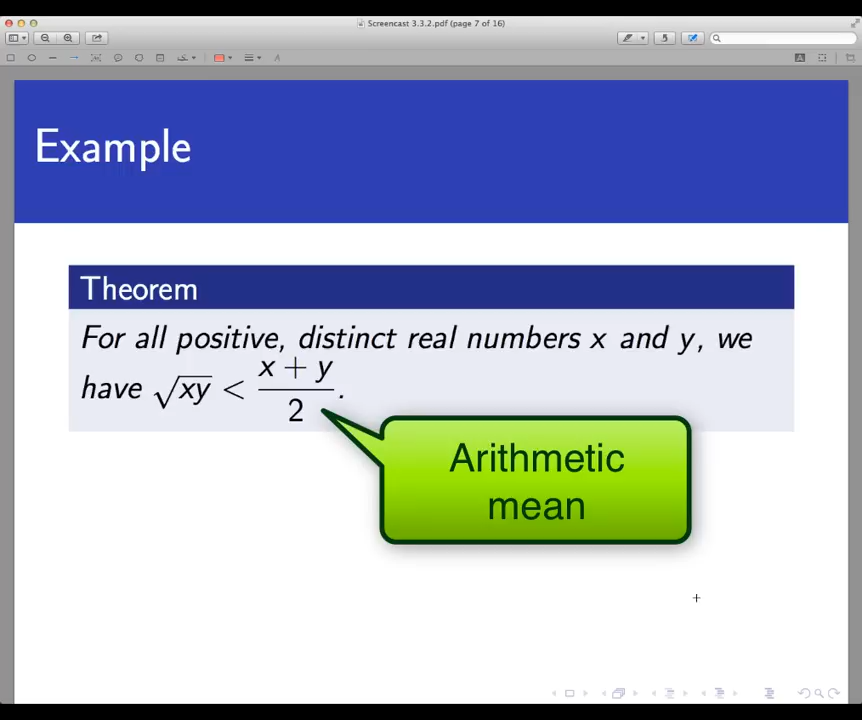 Screencast 3.3.2.pdf (page 7 of 16)
Example
Theorem
For all positive, distinct real numbers x and y, we
have √xy < (x + y)/2.
Arithmetic
mean